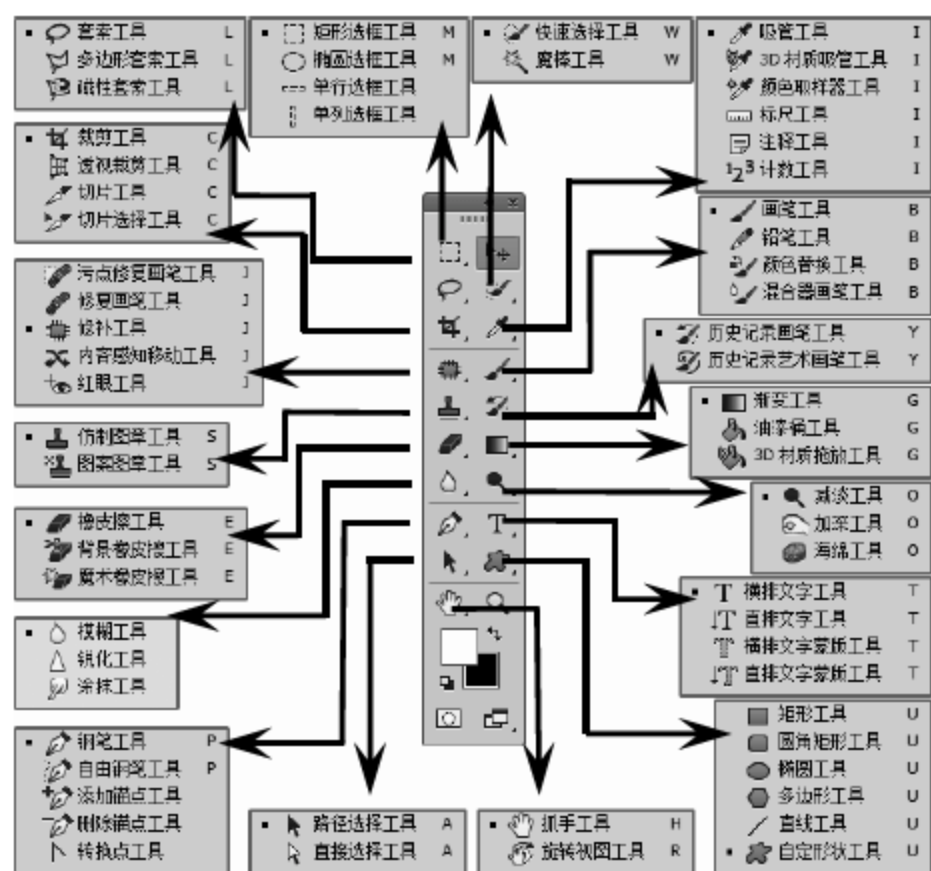 套索工具 L
多边形套索工具 L
磁性套索工具 L
矩形选框工具 M
椭圆选框工具 M
单行选框工具
单列选框工具
快速选择工具 W
魔棒工具 W
吸管工具 I
3D 材质吸管工具 I
颜色取样器工具 I
标尺工具 I
注释工具 I
123 计数工具 I
裁剪工具 C
透视裁剪工具 C
切片工具 C
切片选择工具 C
画笔工具 B
铅笔工具 B
颜色替换工具 B
混合器画笔工具 B
污点修复画笔工具 J
修复画笔工具 J
修补工具 J
内容感知移动工具 J
红眼工具 J
历史记录画笔工具 Y
历史记录艺术画笔工具 Y
渐变工具 G
油漆桶工具 G
3D 材质拖放工具 G
仿制图章工具 S
图案图章工具 S
减淡工具 O
加深工具 O
海绵工具 O
橡皮擦工具 E
背景橡皮擦工具 E
魔术橡皮擦工具 E
T 横排文字工具 T
T 直排文字工具 T
T 横排文字蒙版工具 T
T 直排文字蒙版工具 T
模糊工具
锐化工具
涂抹工具
矩形工具 U
圆角矩形工具 U
椭圆工具 U
多边形工具 U
直线工具 U
自定形状工具 U
钢笔工具 P
自由钢笔工具 P
添加锚点工具
删除锚点工具
转换点工具
路径选择工具 A
直接选择工具 A
抓手工具 H
旋转视图工具 R
T